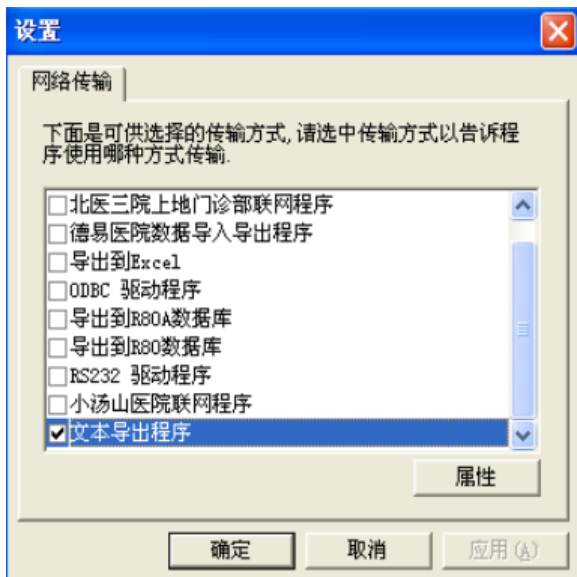 设置
网络传输
下面是可供选择的传输方式,请选中传输方式以告诉程
序使用哪种方式传输.
北医三院上地门诊部联网程序
德易医院数据导入导出程序
导出到Excel
ODBC 驱动程序
导出到R80A数据库
导出到R80数据库
RS232 驱动程序
小汤山医院联网程序
文本导出程序
属性
确定 取消 应用(A)